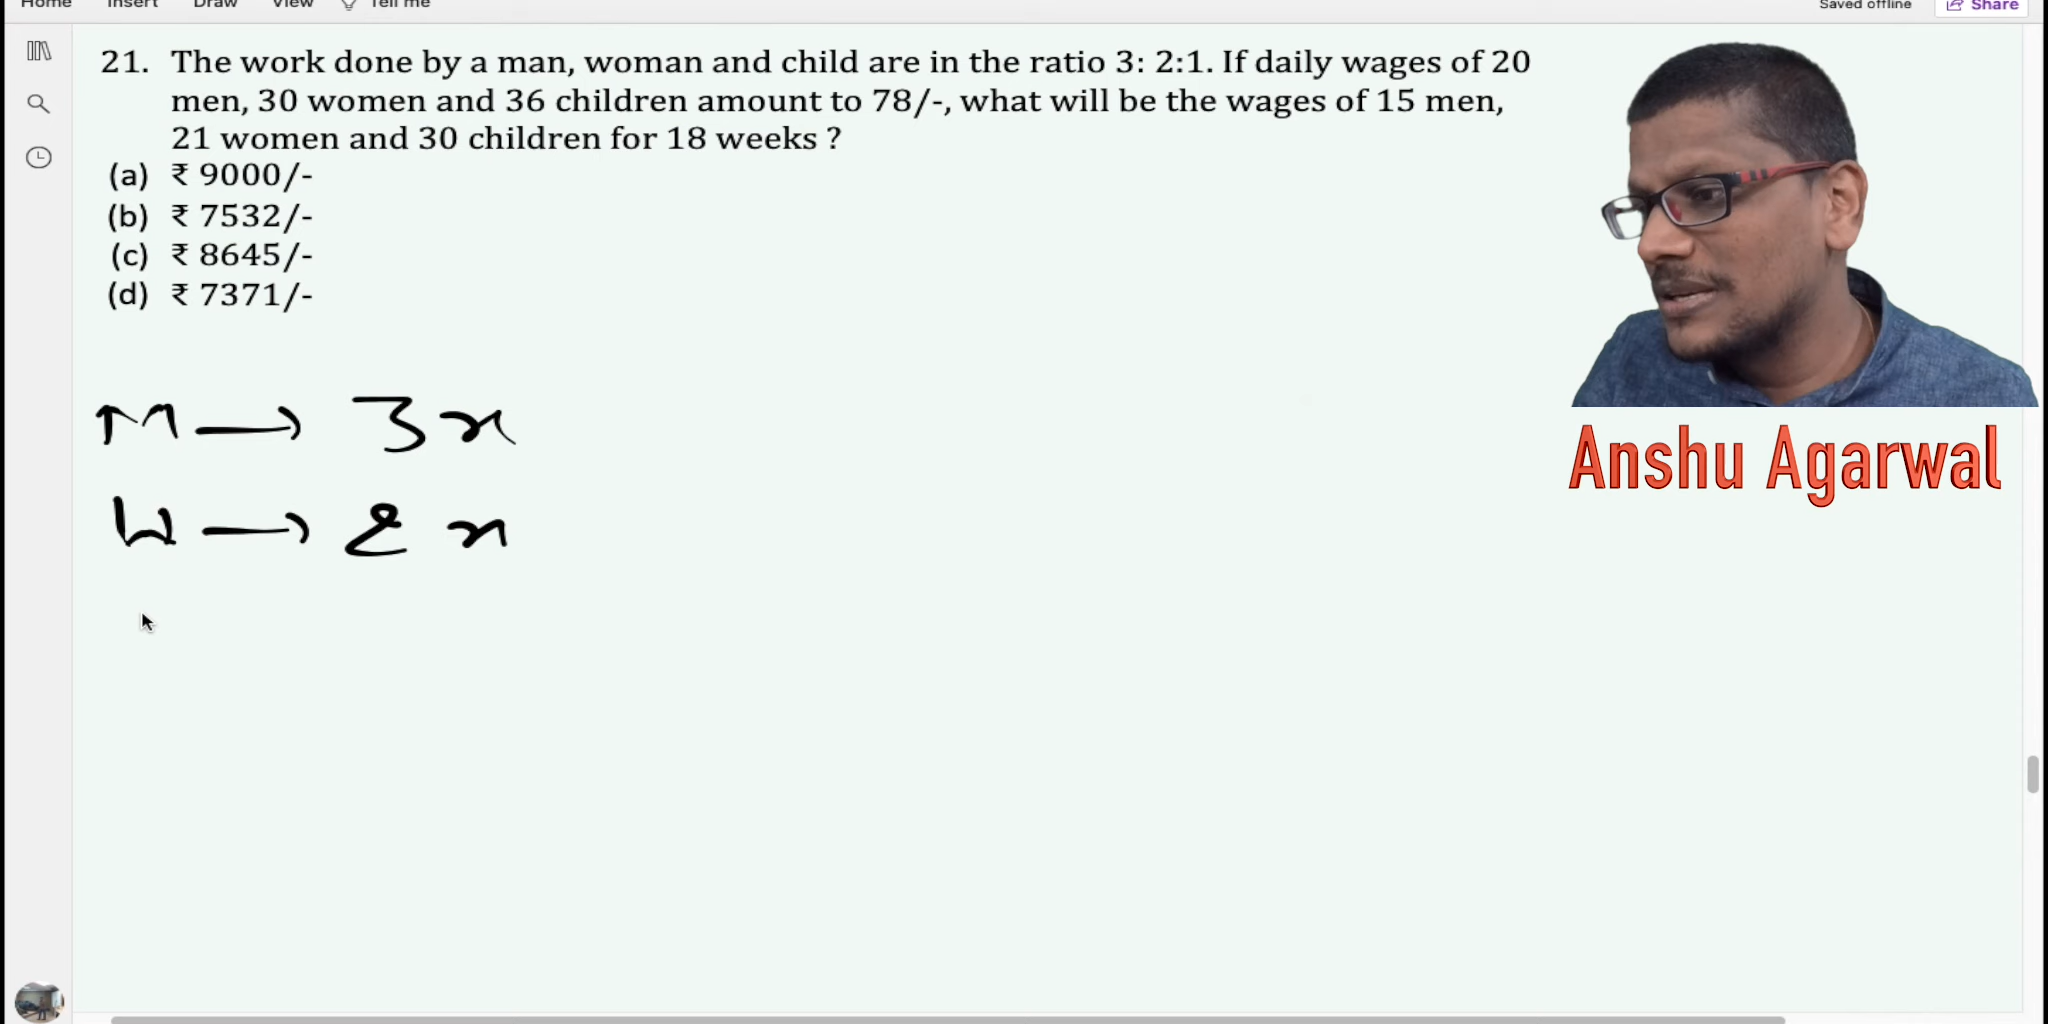 Home Insert Draw View Tell me Saved offline Share
21. The work done by a man, woman and child are in the ratio 3: 2:1. If daily wages of 20
men, 30 women and 36 children amount to 78/-, what will be the wages of 15 men,
21 women and 30 children for 18 weeks ?
(a) ₹ 9000/-
(b) ₹ 7532/-
(c) ₹ 8645/-
(d) ₹ 7371/-
M → 3x
W → 2x
Anshu Agarwal